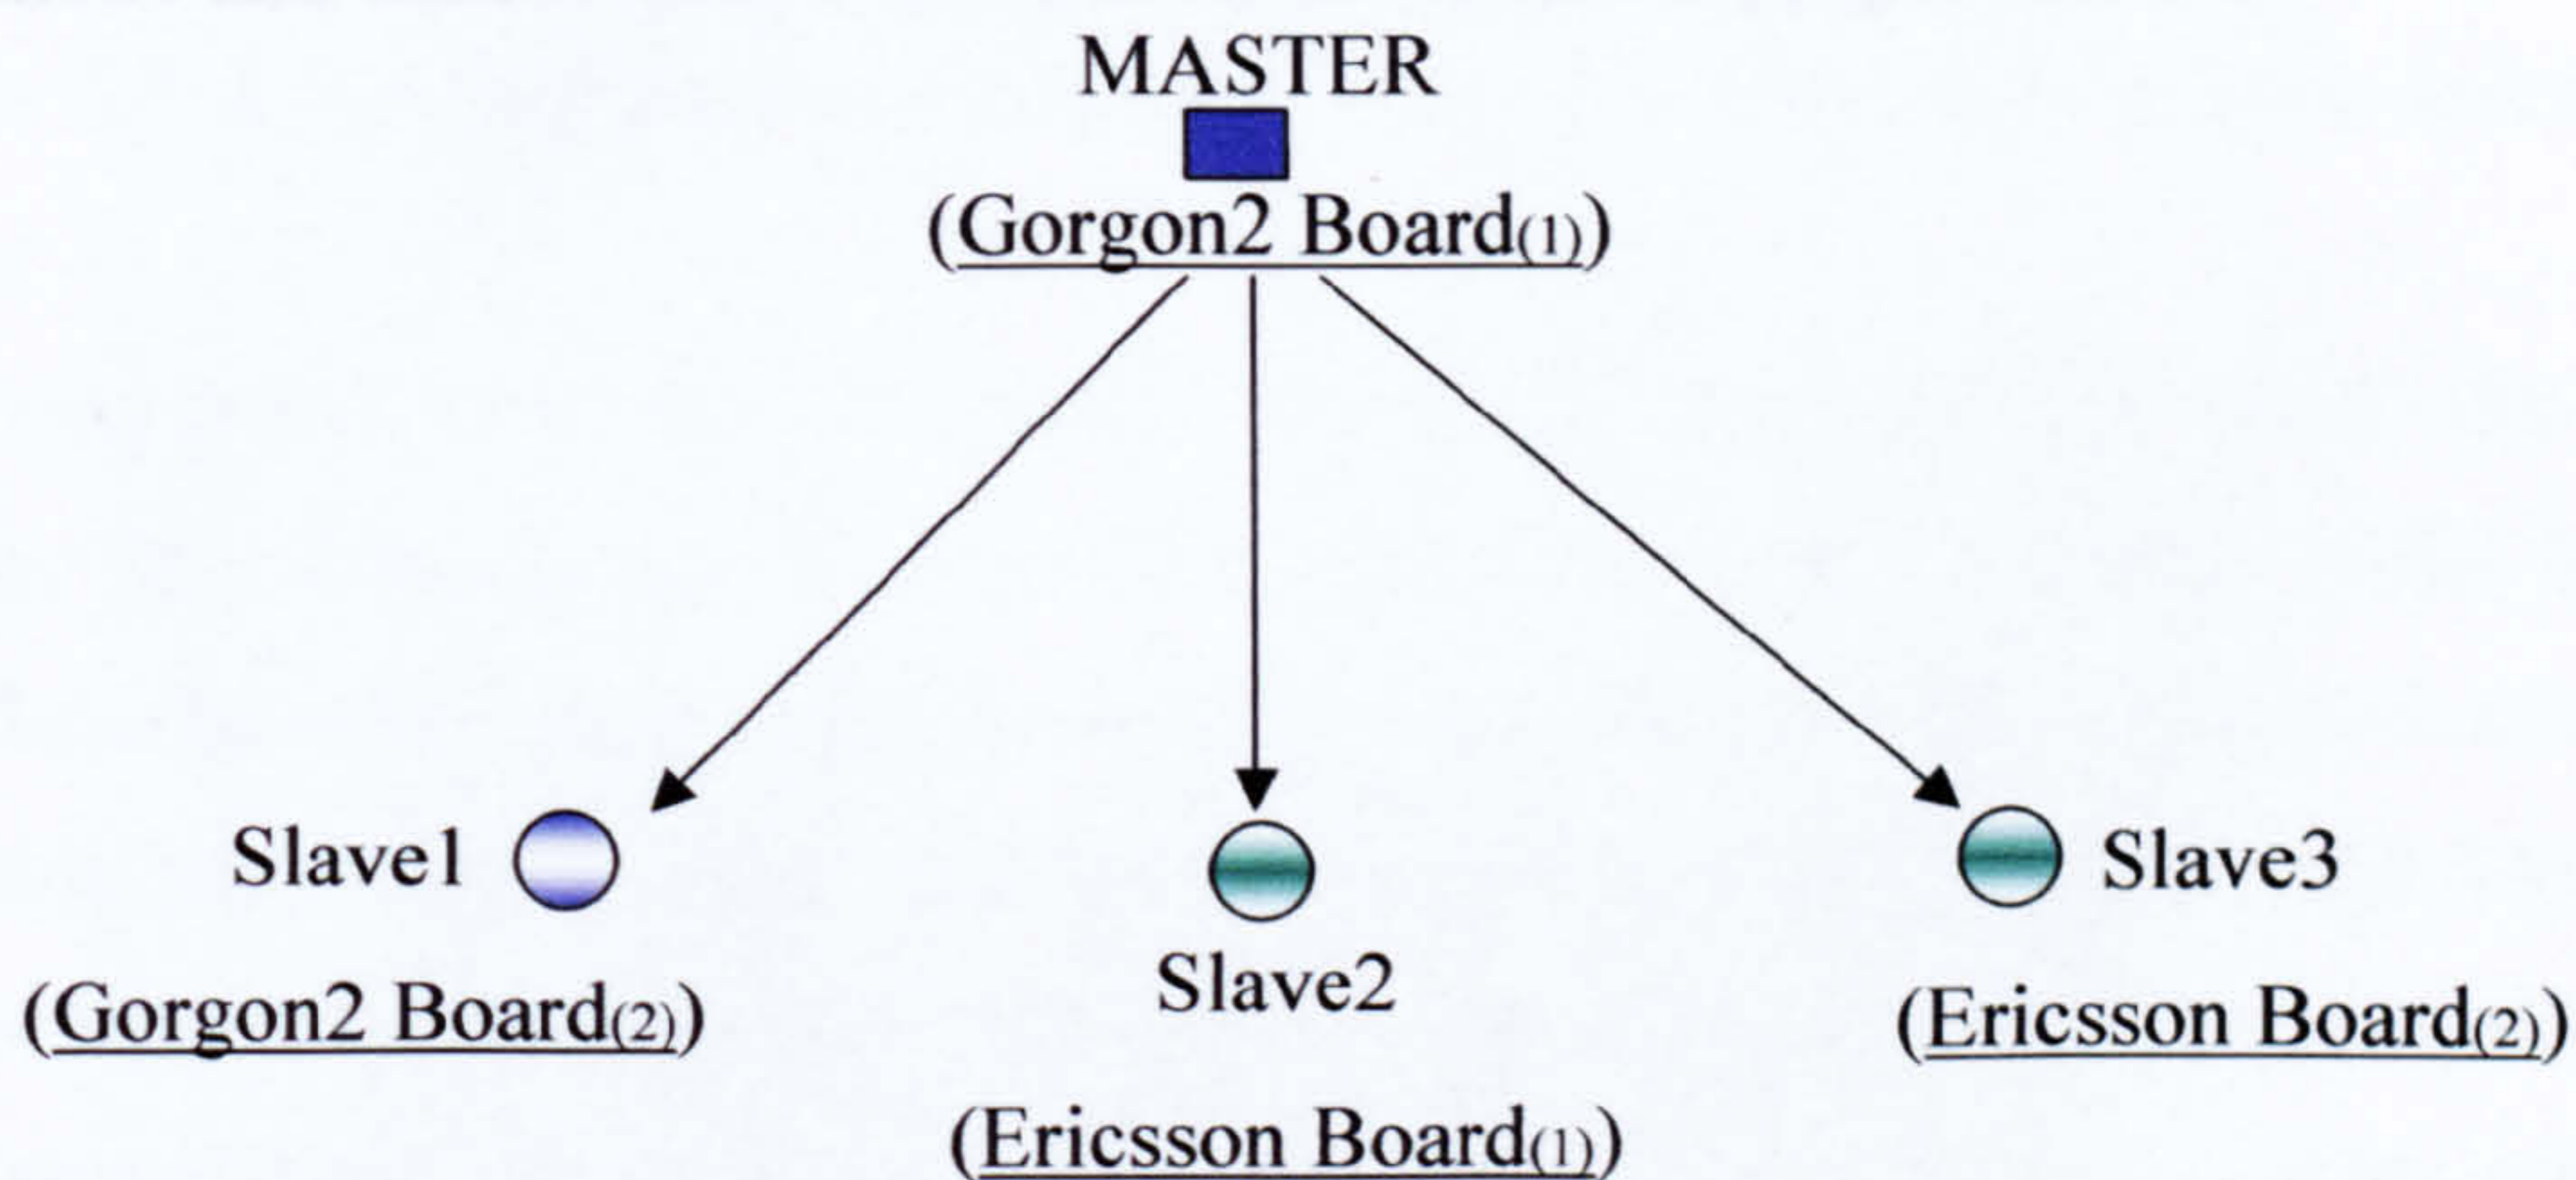 MASTER
(Gorgon2 Board(1))
Slave1
Slave3
(Gorgon2 Board(2))
Slave2
(Ericsson Board(2))
(Ericsson Board(1))